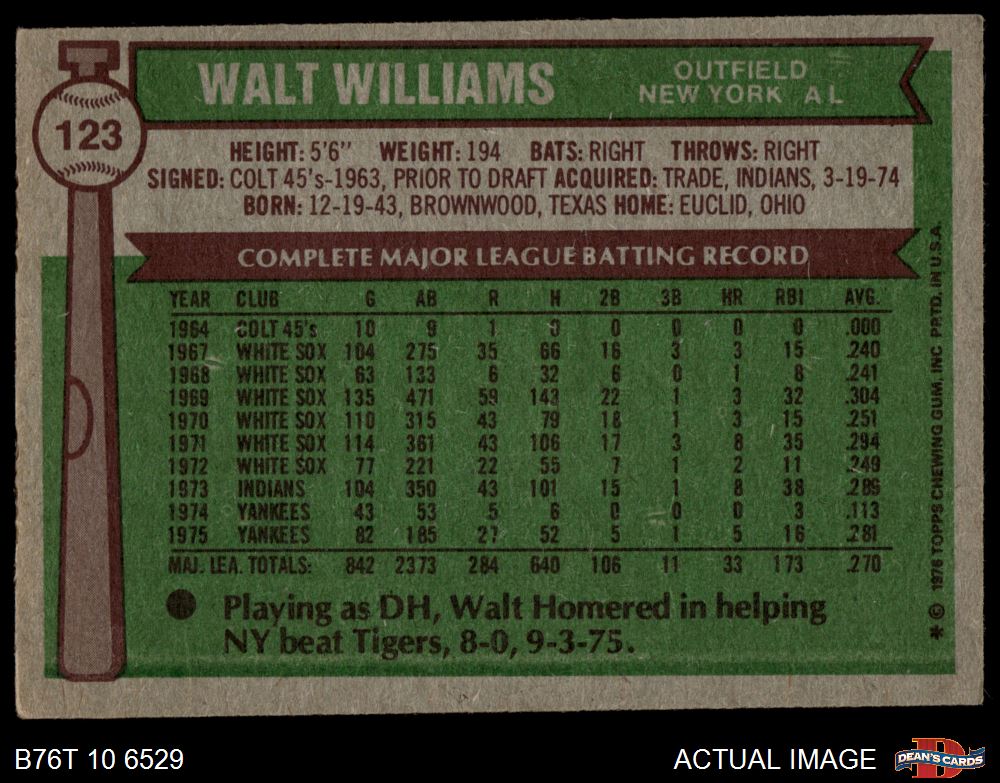 WALT WILLIAMS
OUTFIELD
NEW YORK A L
123
HEIGHT: 5'6" WEIGHT: 194 BATS: RIGHT THROWS: RIGHT
SIGNED: COLT 45's-1963, PRIOR TO DRAFT ACQUIRED: TRADE, INDIANS, 3-19-74
BORN: 12-19-43, BROWNWOOD, TEXAS HOME: EUCLID, OHIO
COMPLETE MAJOR LEAGUE BATTING RECORD
YEAR CLUB G AB R H 2B 3B HR RBI AVG.
1964 COLT 45's 10 9 1 0 0 0 0 0 .000
1967 WHITE SOX 104 275 35 66 16 3 3 15 .240
1968 WHITE SOX 63 133 6 32 6 0 1 8 .241
1969 WHITE SOX 135 471 59 143 22 1 3 32 .304
1970 WHITE SOX 110 315 43 79 18 1 3 15 .251
1971 WHITE SOX 114 361 43 106 17 3 8 35 .294
1972 WHITE SOX 77 221 22 55 7 1 2 11 .249
1973 INDIANS 104 350 43 101 15 1 8 38 .289
1974 YANKEES 43 53 5 6 0 0 0 3 .113
1975 YANKEES 82 185 27 52 5 1 5 16 .281
MAJ. LEA. TOTALS: 842 2373 284 640 106 11 33 173 .270
Playing as DH, Walt Homered in helping
NY beat Tigers, 8-0, 9-3-75.
* © 1976 TOPPS CHEWING GUM, INC. PRTD. IN U.S.A.
B76T 10 6529
ACTUAL IMAGE
D
DEAN'S CARDS